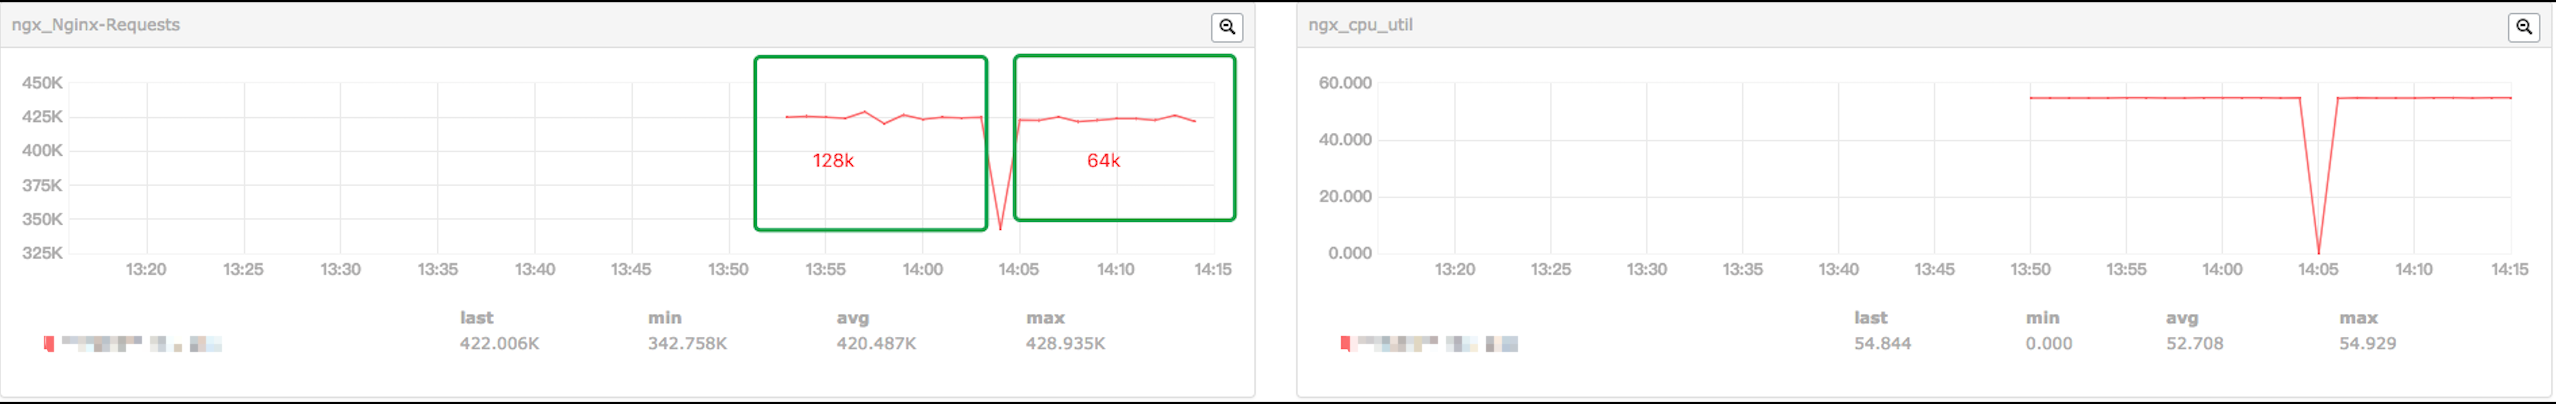 ngx_Nginx-Requests
450K
425K
400K
375K
350K
325K
128k
64k
13:20 13:25 13:30 13:35 13:40 13:45 13:50 13:55 14:00 14:05 14:10 14:15
last min avg max
422.006K 342.758K 420.487K 428.935K
ngx_cpu_util
60.000
40.000
20.000
0.000
13:20 13:25 13:30 13:35 13:40 13:45 13:50 13:55 14:00 14:05 14:10 14:15
last min avg max
54.844 0.000 52.708 54.929